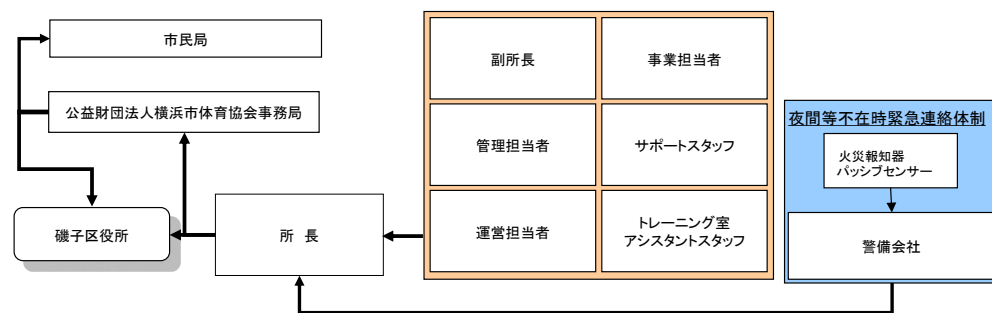 市民局
公益財団法人横浜市体育協会事務局
磯子区役所
所 長
副所長
事業担当者
管理担当者
サポートスタッフ
運営担当者
トレーニング室
アシスタントスタッフ
夜間等不在時緊急連絡体制
火災報知器
パッシブセンサー
警備会社